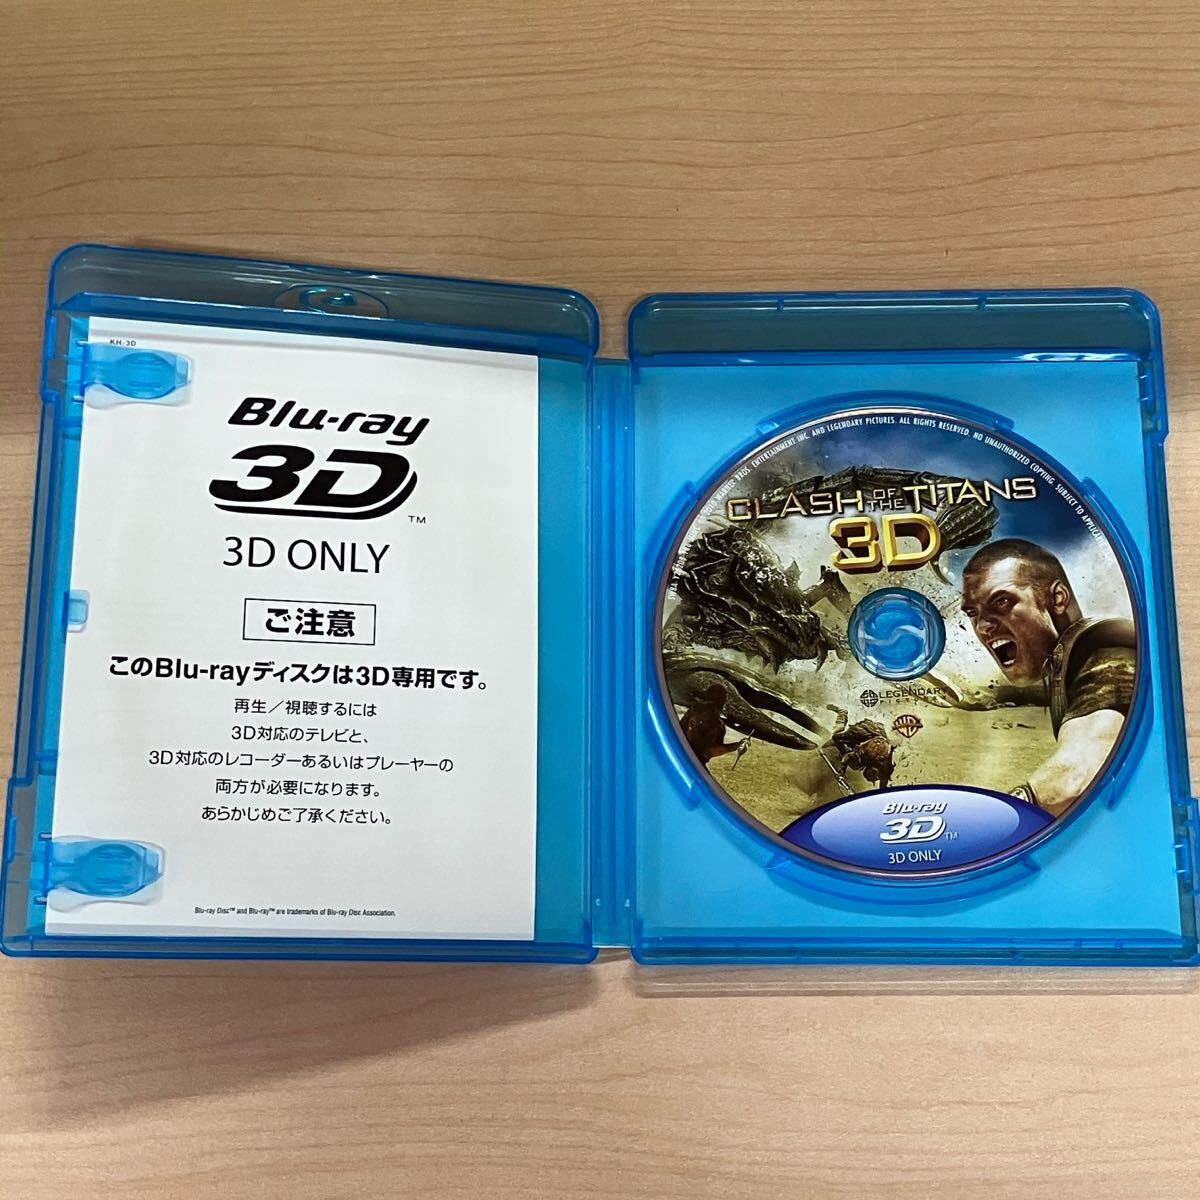 KH-3D
Blu-ray
3D
TM
3D ONLY
ご注意
このBlu-rayディスクは3D専用です。
再生／視聴するには
3D対応のテレビと、
3D対応のレコーダーあるいはプレーヤーの
両方が必要になります。
あらかじめご了承ください。
Blu-ray Disc™ and Blu-ray™ are trademarks of Blu-ray Disc Association.
WARNER BROS. ENTERTAINMENT INC. AND LEGENDARY PICTURES. ALL RIGHTS RESERVED. NO UNAUTHORIZED COPYING. SUBJECT TO
CLASH OF THE TITANS
3D
LEGENDARY
PICTURES
WB
Blu-ray
3D
TM
3D ONLY